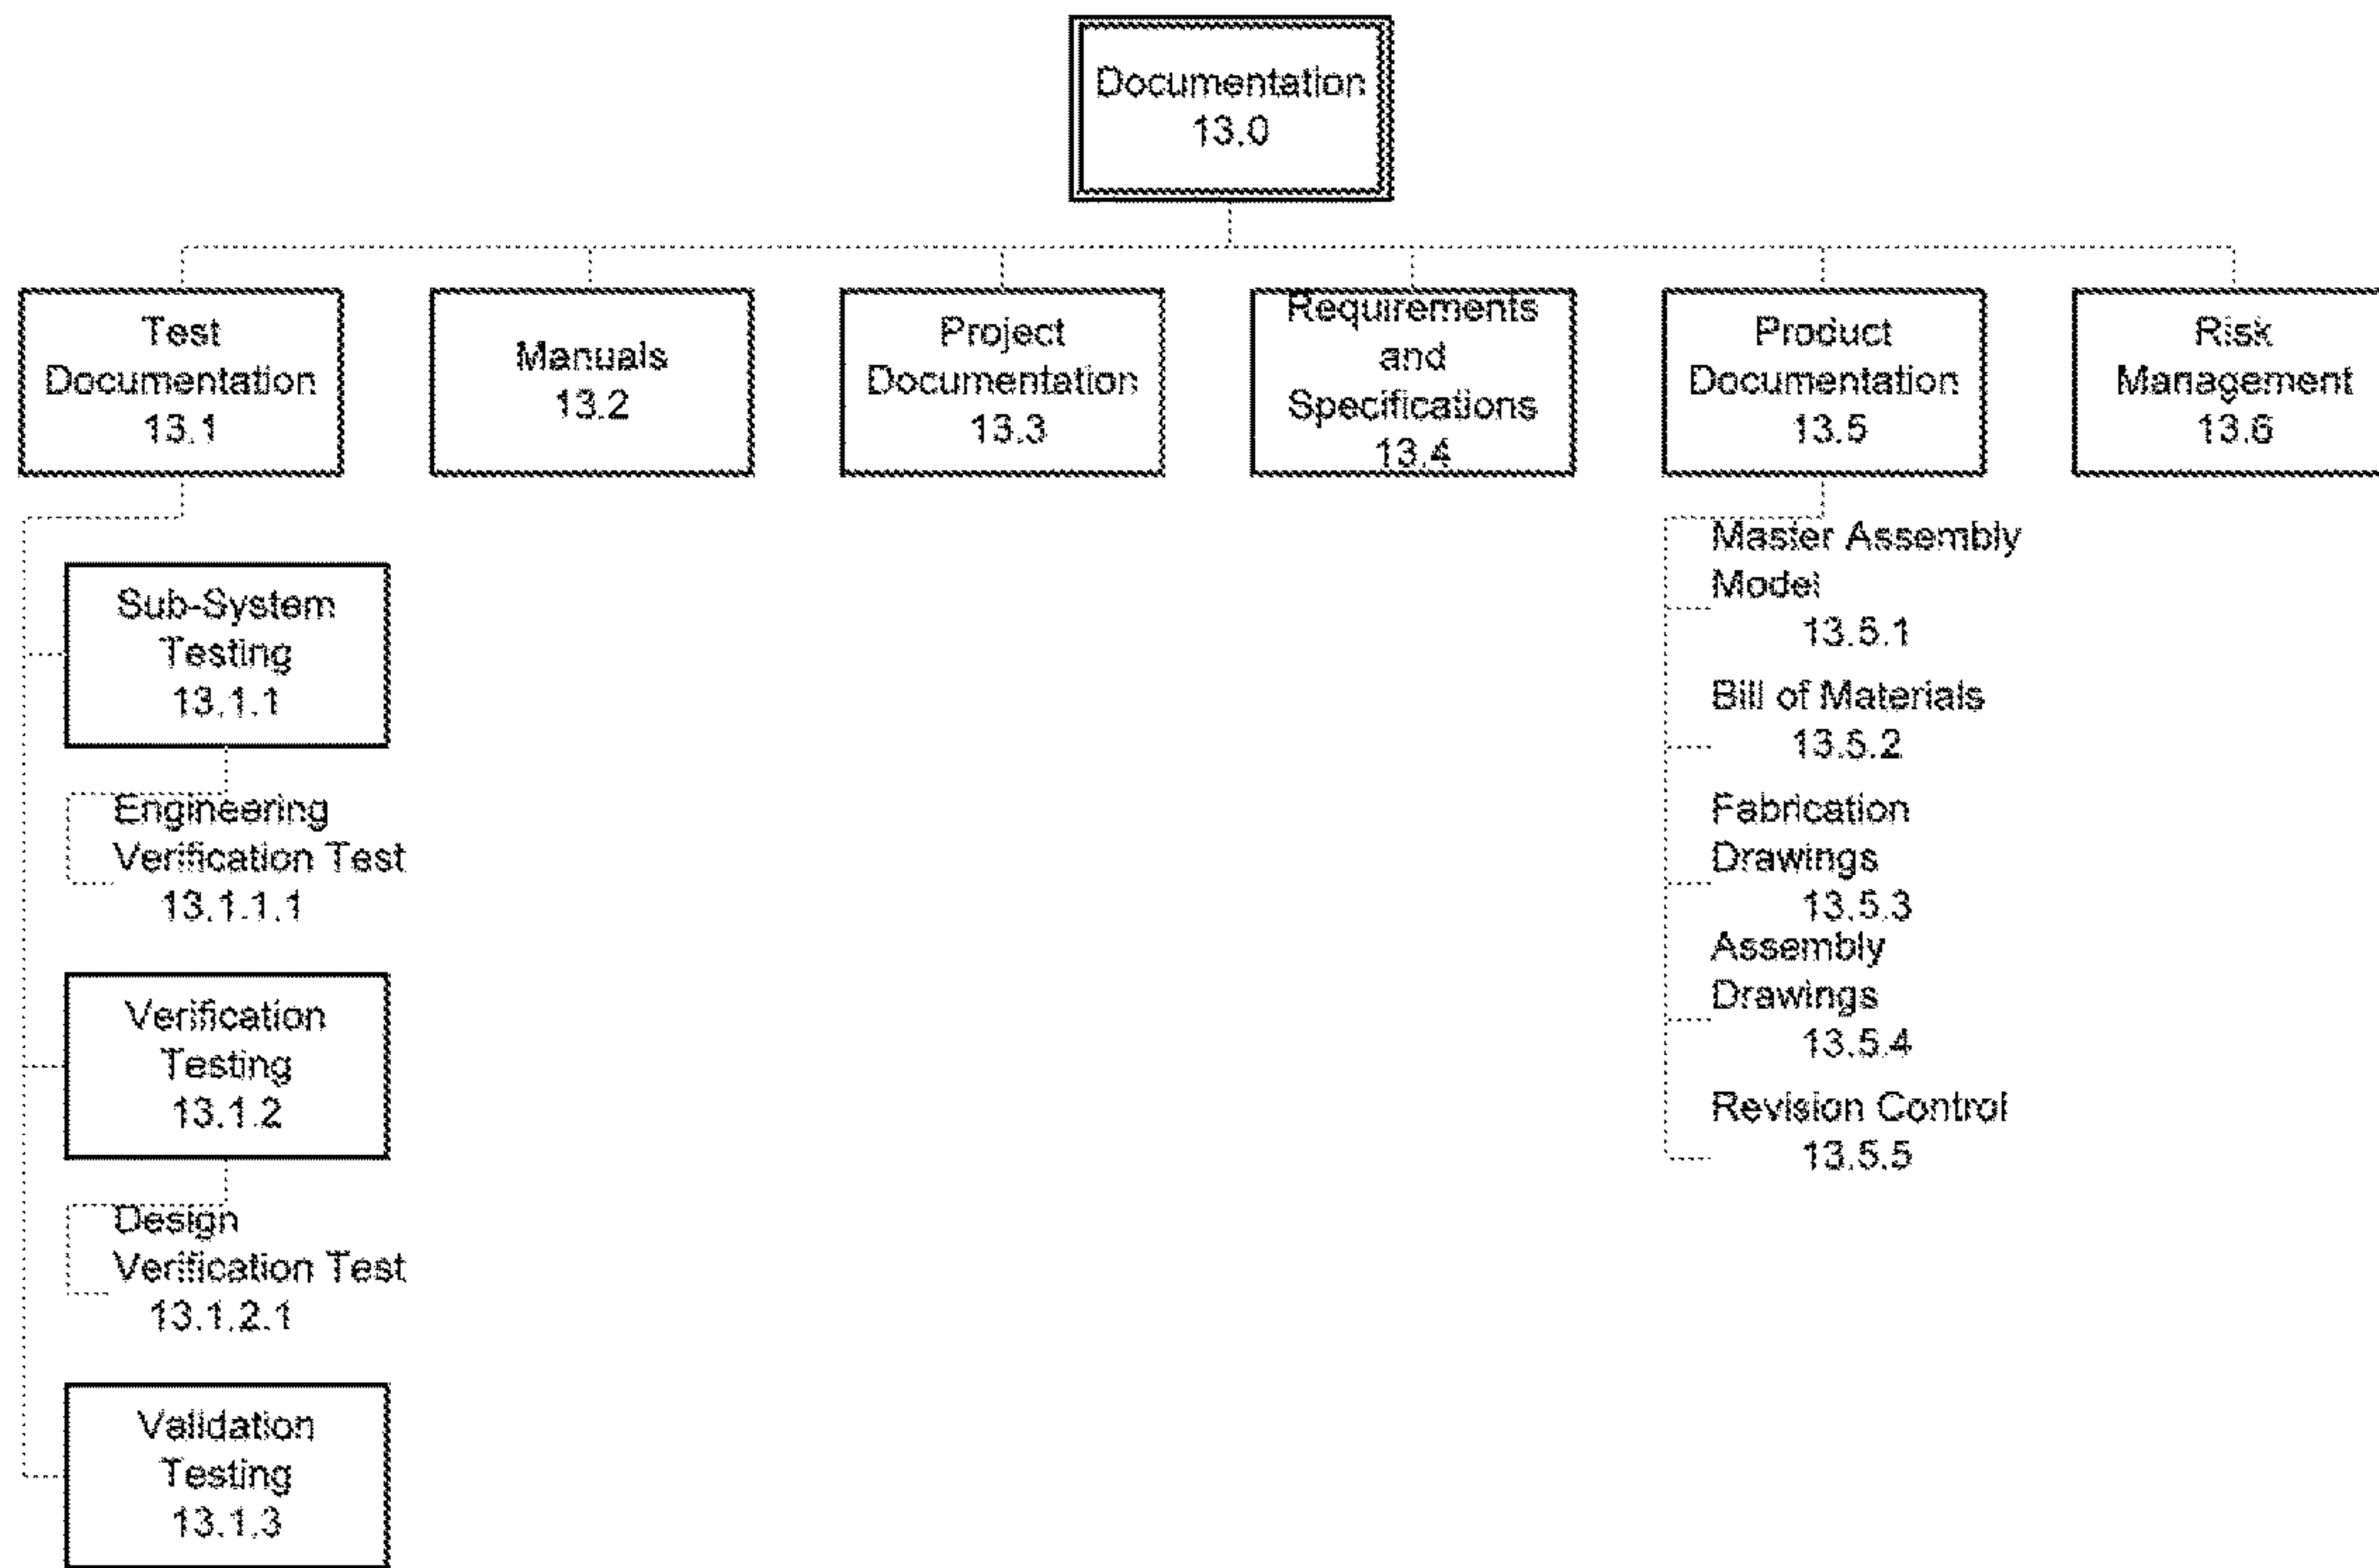 Documentation
13.0
Test
Documentation
13.1
Manuals
13.2
Project
Documentation
13.3
Requirements
and
Specifications
13.4
Product
Documentation
13.5
Risk
Management
13.6
Sub-System
Testing
13.1.1
Engineering
Verification Test
13.1.1.1
Verification
Testing
13.1.2
Design
Verification Test
13.1.2.1
Validation
Testing
13.1.3
Master Assembly
Model
13.5.1
Bill of Materials
13.5.2
Fabrication
Drawings
13.5.3
Assembly
Drawings
13.5.4
Revision Control
13.5.5